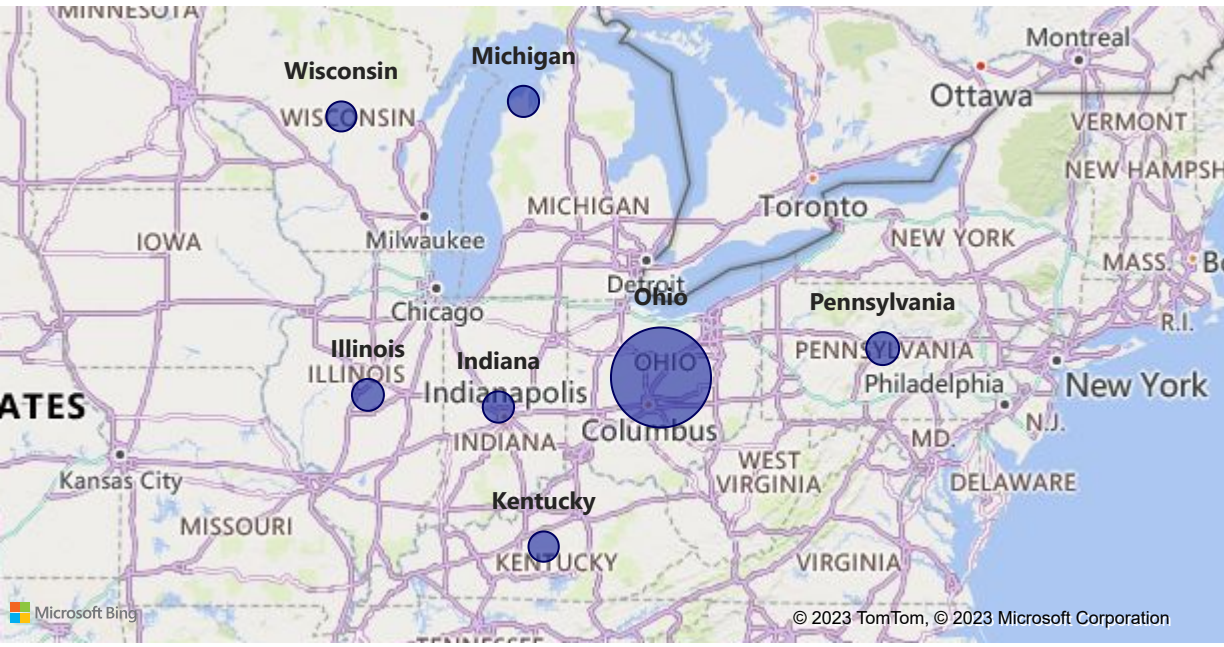 MINNESOTA
Montreal
Michigan
Wisconsin
Ottawa
WISCONSIN
VERMONT
NEW HAMPSH
MICHIGAN
Toronto
IOWA
Milwaukee
NEW YORK
MASS.
Bo
Detroit
Ohio
Pennsylvania
Chicago
R.I.
Illinois
Indiana
OHIO
PENNSYLVANIA
ILLINOIS
Indianapolis
Philadelphia
New York
ATES
Columbus
N.J.
INDIANA
MD.
WEST
VIRGINIA
Kansas City
DELAWARE
Kentucky
MISSOURI
KENTUCKY
VIRGINIA
Microsoft Bing
© 2023 TomTom, © 2023 Microsoft Corporation
TENNESSEE